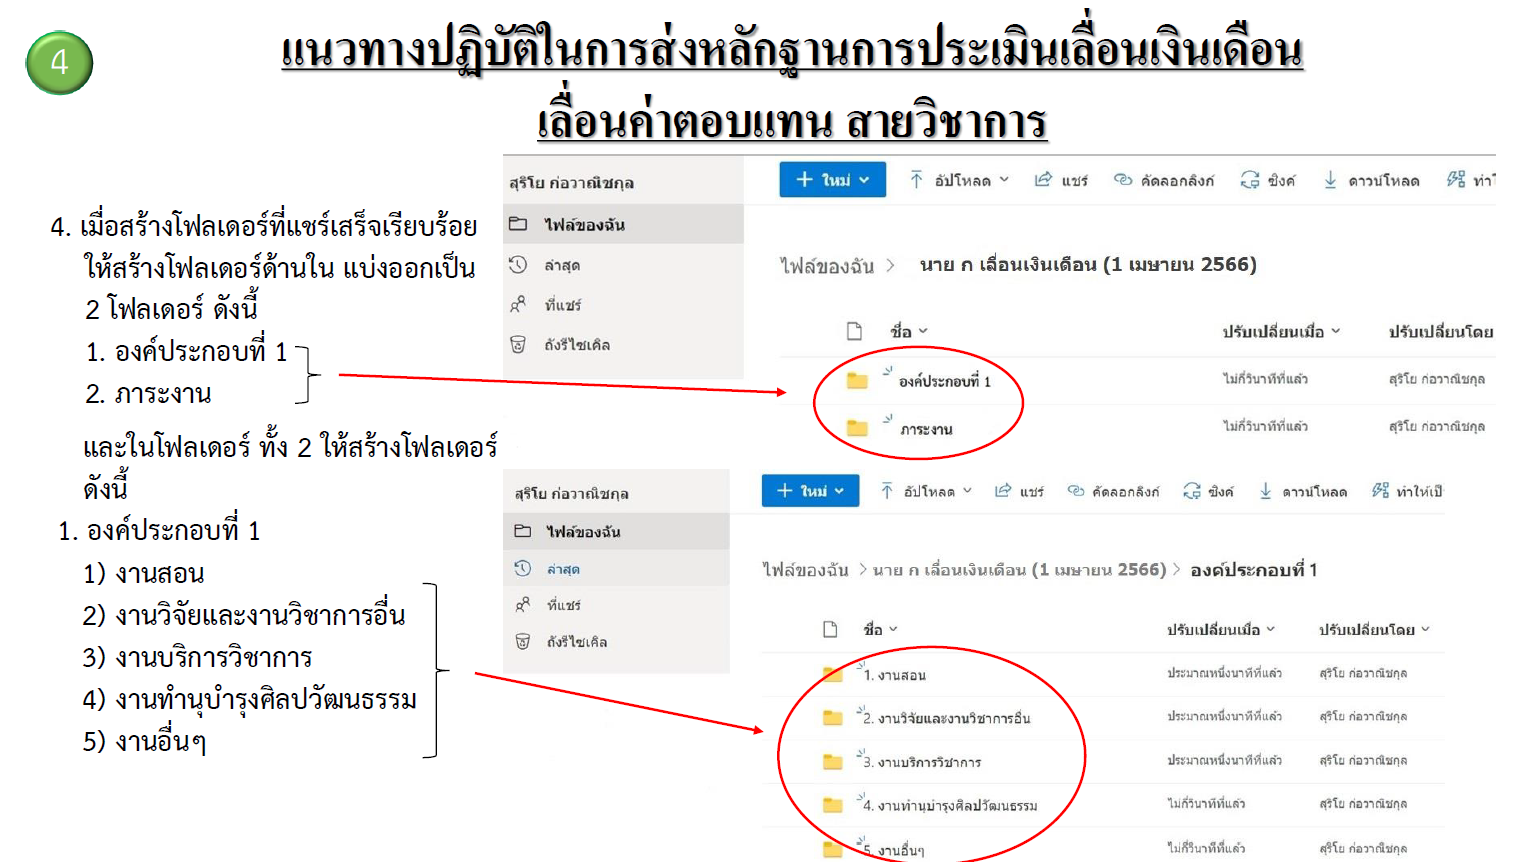 4
แนวทางปฏิบัติในการส่งหลักฐานการประเมินเลื่อนเงินเดือน
เลื่อนค่าตอบแทน สายวิชาการ
4. เมื่อสร้างโฟลเดอร์ที่แชร์เสร็จเรียบร้อย
ให้สร้างโฟลเดอร์ด้านใน แบ่งออกเป็น
2 โฟลเดอร์ ดังนี้
1. องค์ประกอบที่ 1
2. ภาระงาน
และในโฟลเดอร์ ทั้ง 2 ให้สร้างโฟลเดอร์
ดังนี้
1. องค์ประกอบที่ 1
1) งานสอน
2) งานวิจัยและงานวิชาการอื่น
3) งานบริการวิชาการ
4) งานทำนุบำรุงศิลปวัฒนธรรม
5) งานอื่นๆ
สุริโย ก่อวาณิชกุล
ไฟล์ของฉัน
ล่าสุด
ที่แชร์
ถังรีไซเคิล
+ ใหม่ อัปโหลด แชร์ คัดลอกลิงก์ ซิงค์ ดาวน์โหลด ทำ
ไฟล์ของฉัน > นาย ก เลื่อนเงินเดือน (1 เมษายน 2566)
ชื่อ ปรับเปลี่ยนเมื่อ ปรับเปลี่ยนโดย
องค์ประกอบที่ 1 ไม่กี่วินาทีที่แล้ว สุริโย ก่อวาณิชกุล
ภาระงาน ไม่กี่วินาทีที่แล้ว สุริโย ก่อวาณิชกุล
สุริโย ก่อวาณิชกุล
ไฟล์ของฉัน
ล่าสุด
ที่แชร์
ถังรีไซเคิล
+ ใหม่ อัปโหลด แชร์ คัดลอกลิงก์ ซิงค์ ดาวน์โหลด ทำให้เป็
ไฟล์ของฉัน > นาย ก เลื่อนเงินเดือน (1 เมษายน 2566) > องค์ประกอบที่ 1
ชื่อ ปรับเปลี่ยนเมื่อ ปรับเปลี่ยนโดย
1. งานสอน ประมาณหนึ่งนาทีที่แล้ว สุริโย ก่อวาณิชกุล
2. งานวิจัยและงานวิชาการอื่น ประมาณหนึ่งนาทีที่แล้ว สุริโย ก่อวาณิชกุล
3. งานบริการวิชาการ ประมาณหนึ่งนาทีที่แล้ว สุริโย ก่อวาณิชกุล
4. งานทำนุบำรุงศิลปวัฒนธรรม ไม่กี่วินาทีที่แล้ว สุริโย ก่อวาณิชกุล
5. งานอื่นๆ ไม่กี่วินาทีที่แล้ว สุริโย ก่อวาณิชกุล